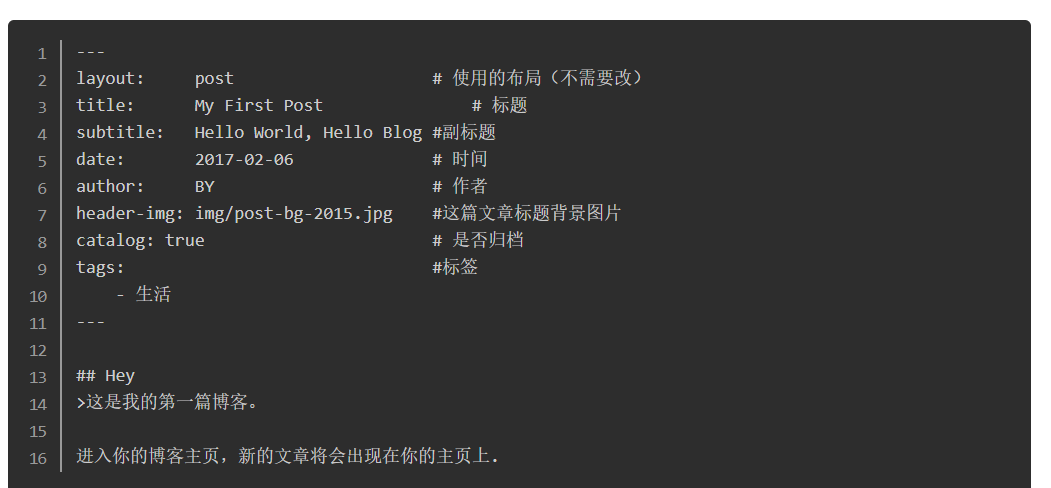 1 ---
2 layout:     post                    # 使用的布局（不需要改）
3 title:      My First Post               # 标题
4 subtitle:   Hello World, Hello Blog #副标题
5 date:       2017-02-06              # 时间
6 author:     BY                      # 作者
7 header-img: img/post-bg-2015.jpg    #这篇文章标题背景图片
8 catalog: true                       # 是否归档
9 tags:                               #标签
10     - 生活
11 ---
12
13 ## Hey
14 >这是我的第一篇博客。
15
16 进入你的博客主页，新的文章将会出现在你的主页上.